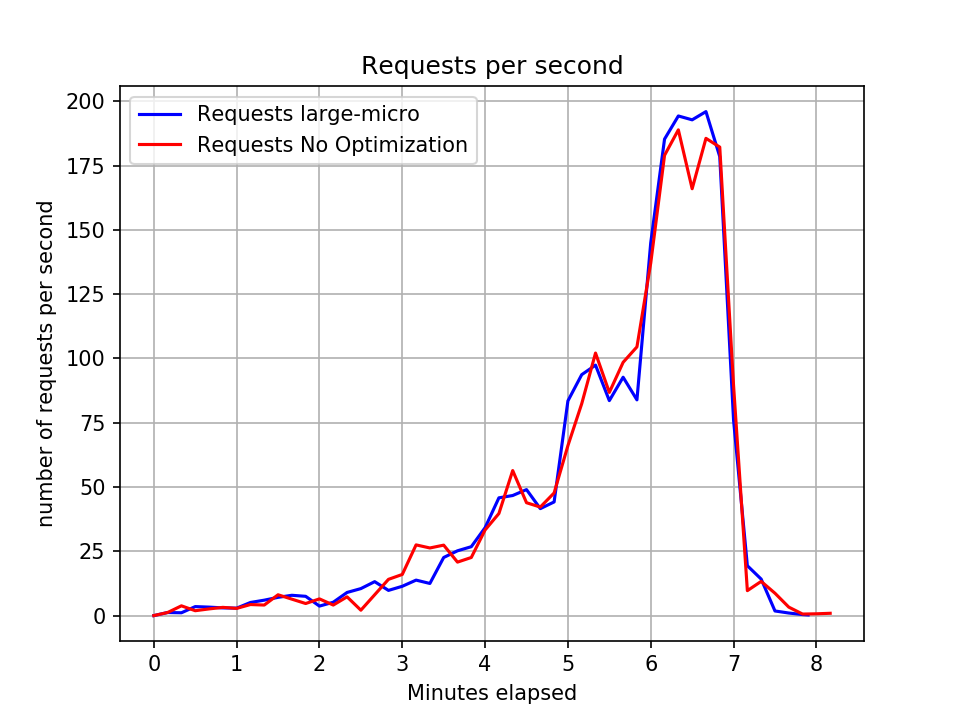 Requests per second
Requests large-micro
Requests No Optimization
number of requests per second
200
175
150
125
100
75
50
25
0
0 1 2 3 4 5 6 7 8
Minutes elapsed